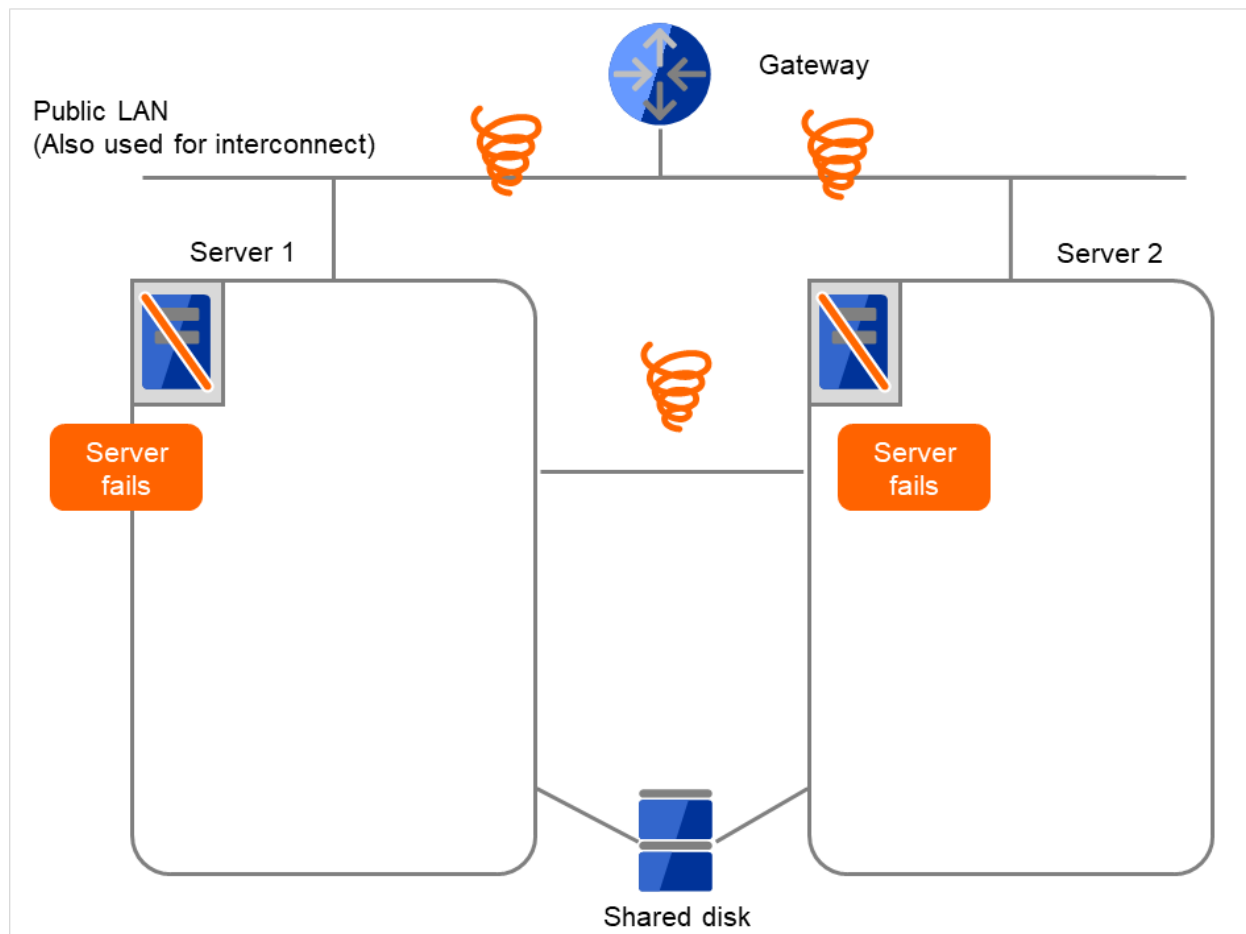 Gateway
Public LAN
(Also used for interconnect)
Server 1
Server 2
Server
fails
Server
fails
Shared disk